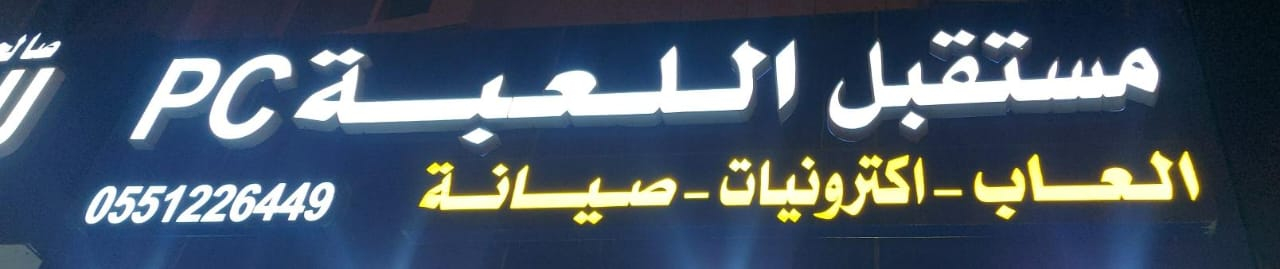 مستقبل اللعبة PC
العاب - اكترونيات - صيانة
0551226449